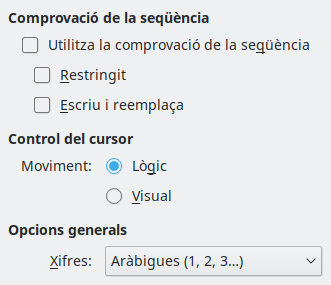 Comprovació de la seqüència
Utilitza la comprovació de la seqüència
Restringit
Escriu i reemplaça
Control del cursor
Moviment: Lògic
Visual
Opcions generals
Xifres: Aràbigues (1, 2, 3...)